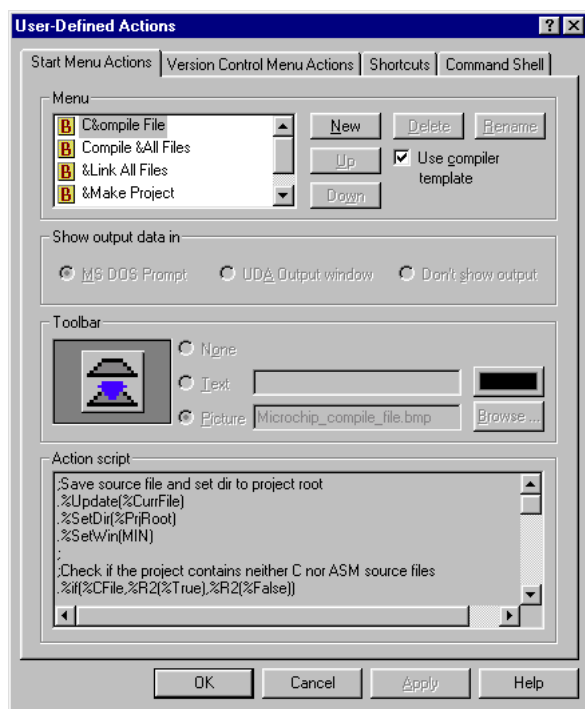 User-Defined Actions
Start Menu Actions Version Control Menu Actions Shortcuts Command Shell
Menu
C&ompile File
Compile &All Files
&Link All Files
&Make Project
New Delete Rename
Up
Down
Use compiler
template
Show output data in
MS DOS Prompt UDA Output window Don't show output
Toolbar
None
Text
Picture Microchip_compile_file.bmp Browse ...
Action script
;Save source file and set dir to project root
.%Update(%CurrFile)
.%SetDir(%PrjRoot)
.%SetWin(MIN)
;
;Check if the project contains neither C nor ASM source files
.%if(%CFile,%R2(%True),%R2(%False))
OK Cancel Apply Help